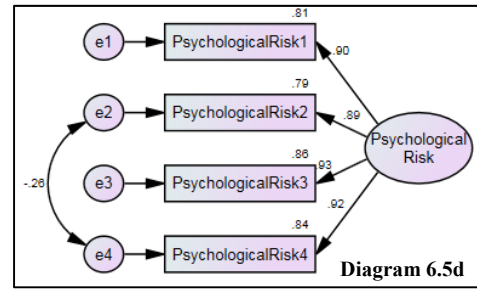 .81
e1 PsychologicalRisk1 .90
.79
e2 PsychologicalRisk2 .89
Psychological
Risk
.86
e3 PsychologicalRisk3 .93
-.26
.92
.84
e4 PsychologicalRisk4
Diagram 6.5d